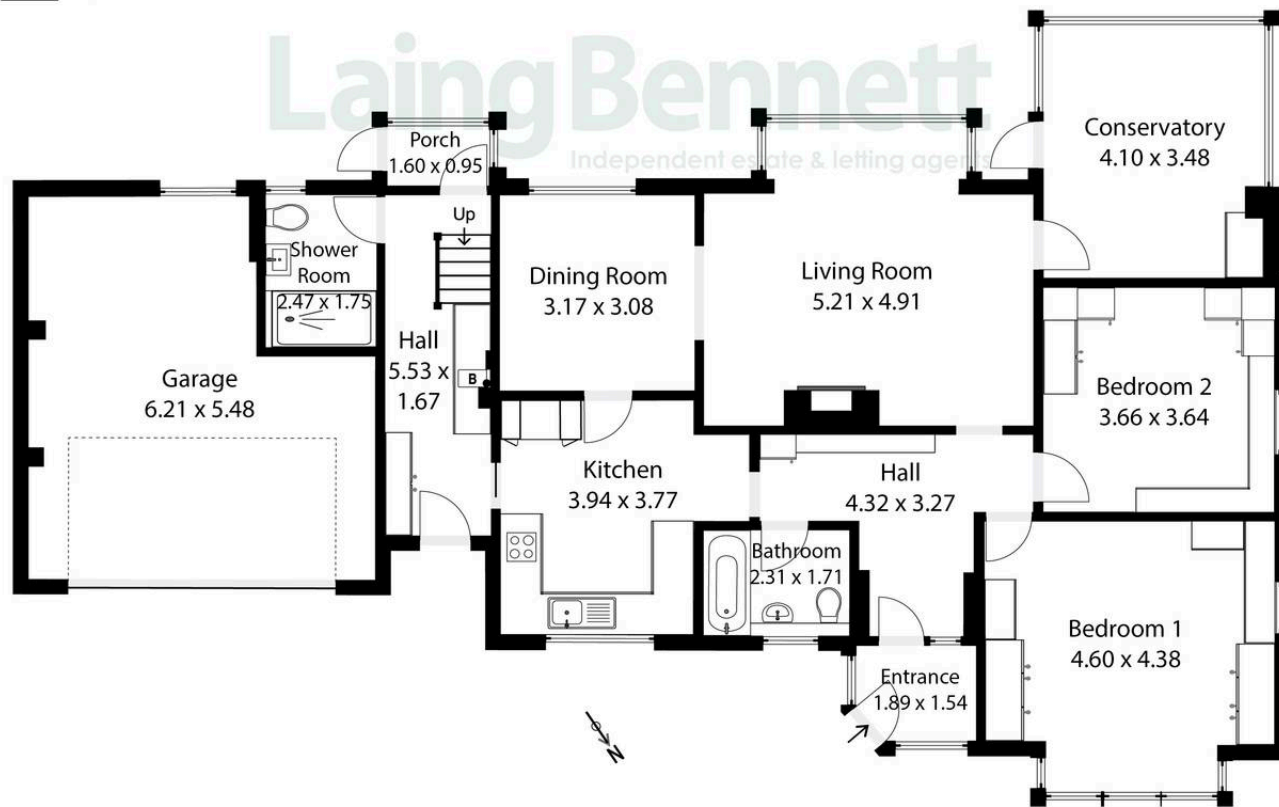 LaingBennett
Independent estate & letting agents
Porch
1.60 x 0.95
Conservatory
4.10 x 3.48
Up
Shower
Room
2.47 x 1.75
Dining Room
3.17 x 3.08
Living Room
5.21 x 4.91
Hall
5.53 x
1.67
B
Garage
6.21 x 5.48
Bedroom 2
3.66 x 3.64
Kitchen
3.94 x 3.77
Hall
4.32 x 3.27
Bathroom
2.31 x 1.71
Bedroom 1
4.60 x 4.38
Entrance
1.89 x 1.54
N